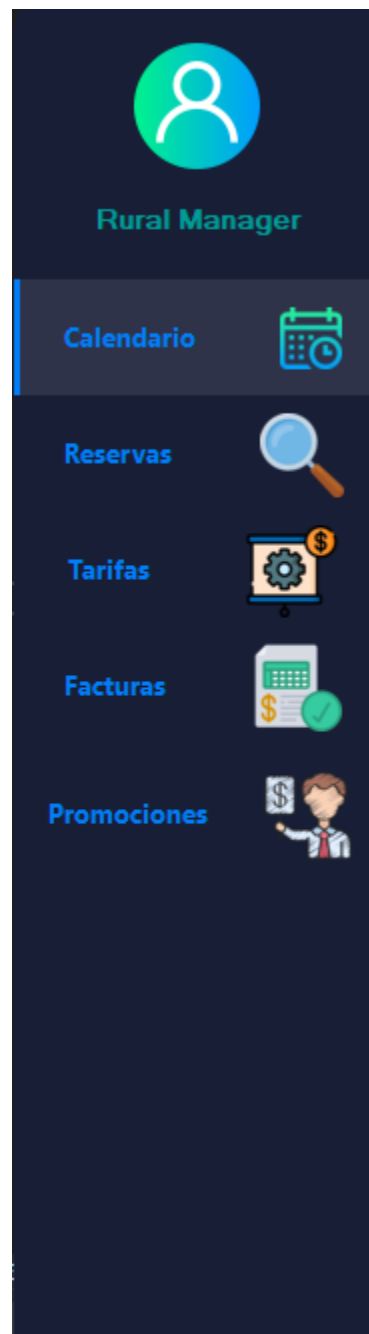 Rural Manager
Calendario
Reservas
Tarifas
Facturas
Promociones